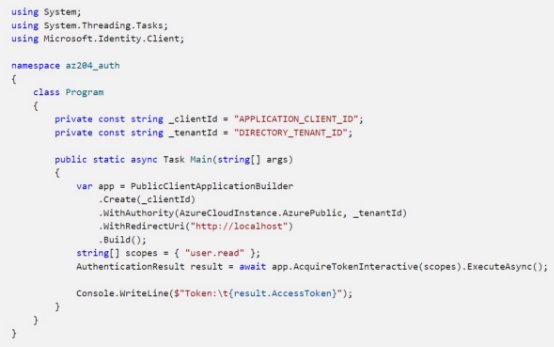 using System;
using System.Threading.Tasks;
using Microsoft.Identity.Client;

namespace az204_auth
{
    class Program
    {
        private const string _clientId = "APPLICATION_CLIENT_ID";
        private const string _tenantId = "DIRECTORY_TENANT_ID";

        public static async Task Main(string[] args)
        {
            var app = PublicClientApplicationBuilder
                .Create(_clientId)
                .WithAuthority(AzureCloudInstance.AzurePublic, _tenantId)
                .WithRedirectUri("http://localhost")
                .Build();
            string[] scopes = { "user.read" };
            AuthenticationResult result = await app.AcquireTokenInteractive(scopes).ExecuteAsync();

            Console.WriteLine($"Token:\t{result.AccessToken}");
        }
    }
}